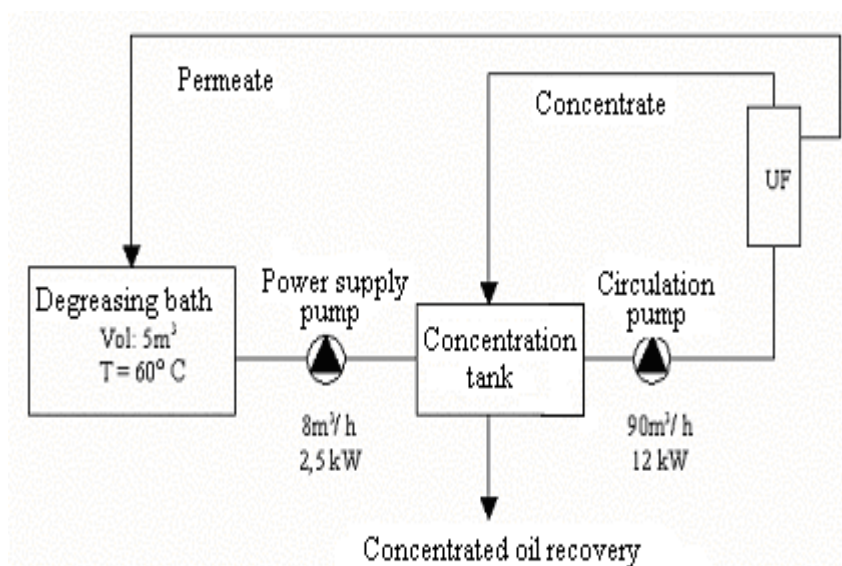 Permeate
Concentrate
UF
Degreasing bath
Vol: 5m³
T = 60° C
Power supply
pump
8m³/ h
2,5 kW
Concentration
tank
Circulation
pump
90m³/ h
12 kW
Concentrated oil recovery